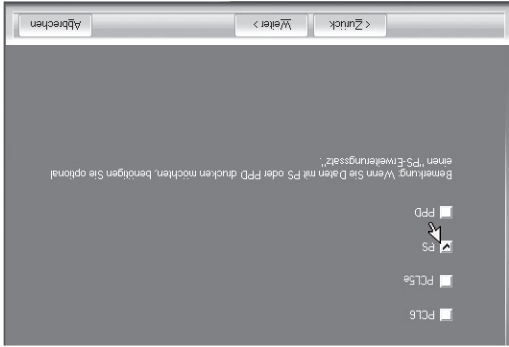 PCL6
PCL5e
PS
PPD
Bemerkung: Wenn Sie Daten mit PS oder PPD drucken möchten, benötigen Sie optional
einen "PS-Erweiterungssatz".
< Zurück
Weiter >
Abbrechen